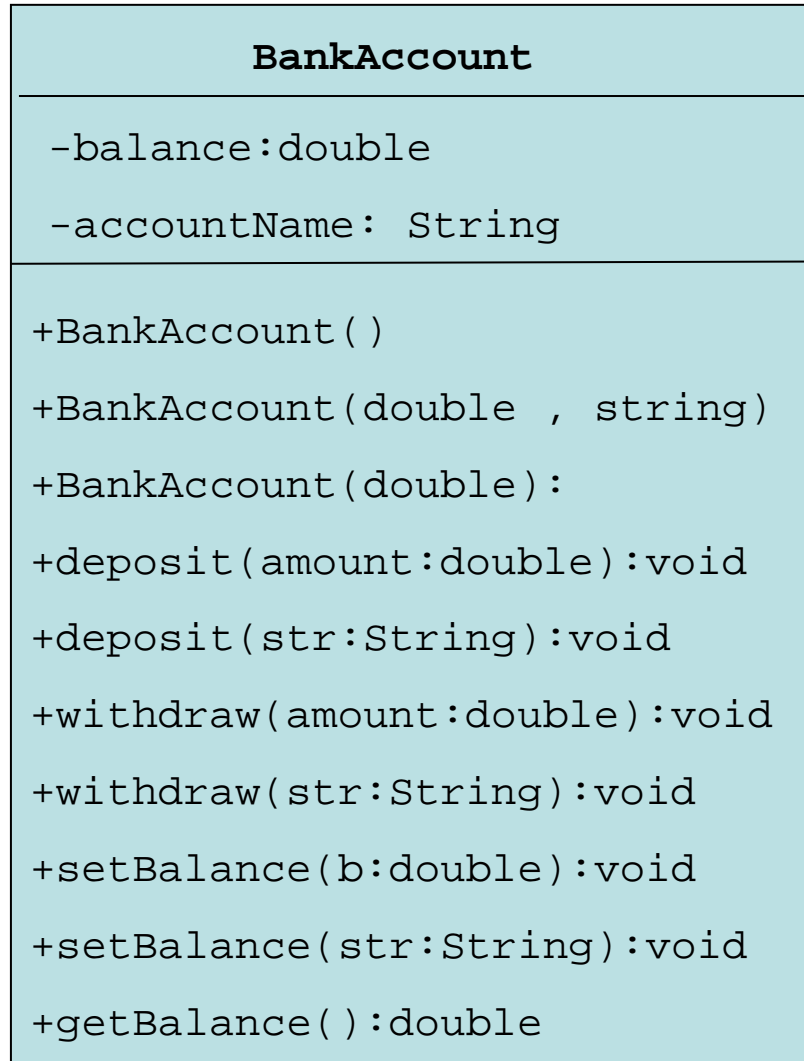 BankAccount
-balance:double
-accountName: String
+BankAccount()
+BankAccount(double , string)
+BankAccount(double):
+deposit(amount:double):void
+deposit(str:String):void
+withdraw(amount:double):void
+withdraw(str:String):void
+setBalance(b:double):void
+setBalance(str:String):void
+getBalance():double